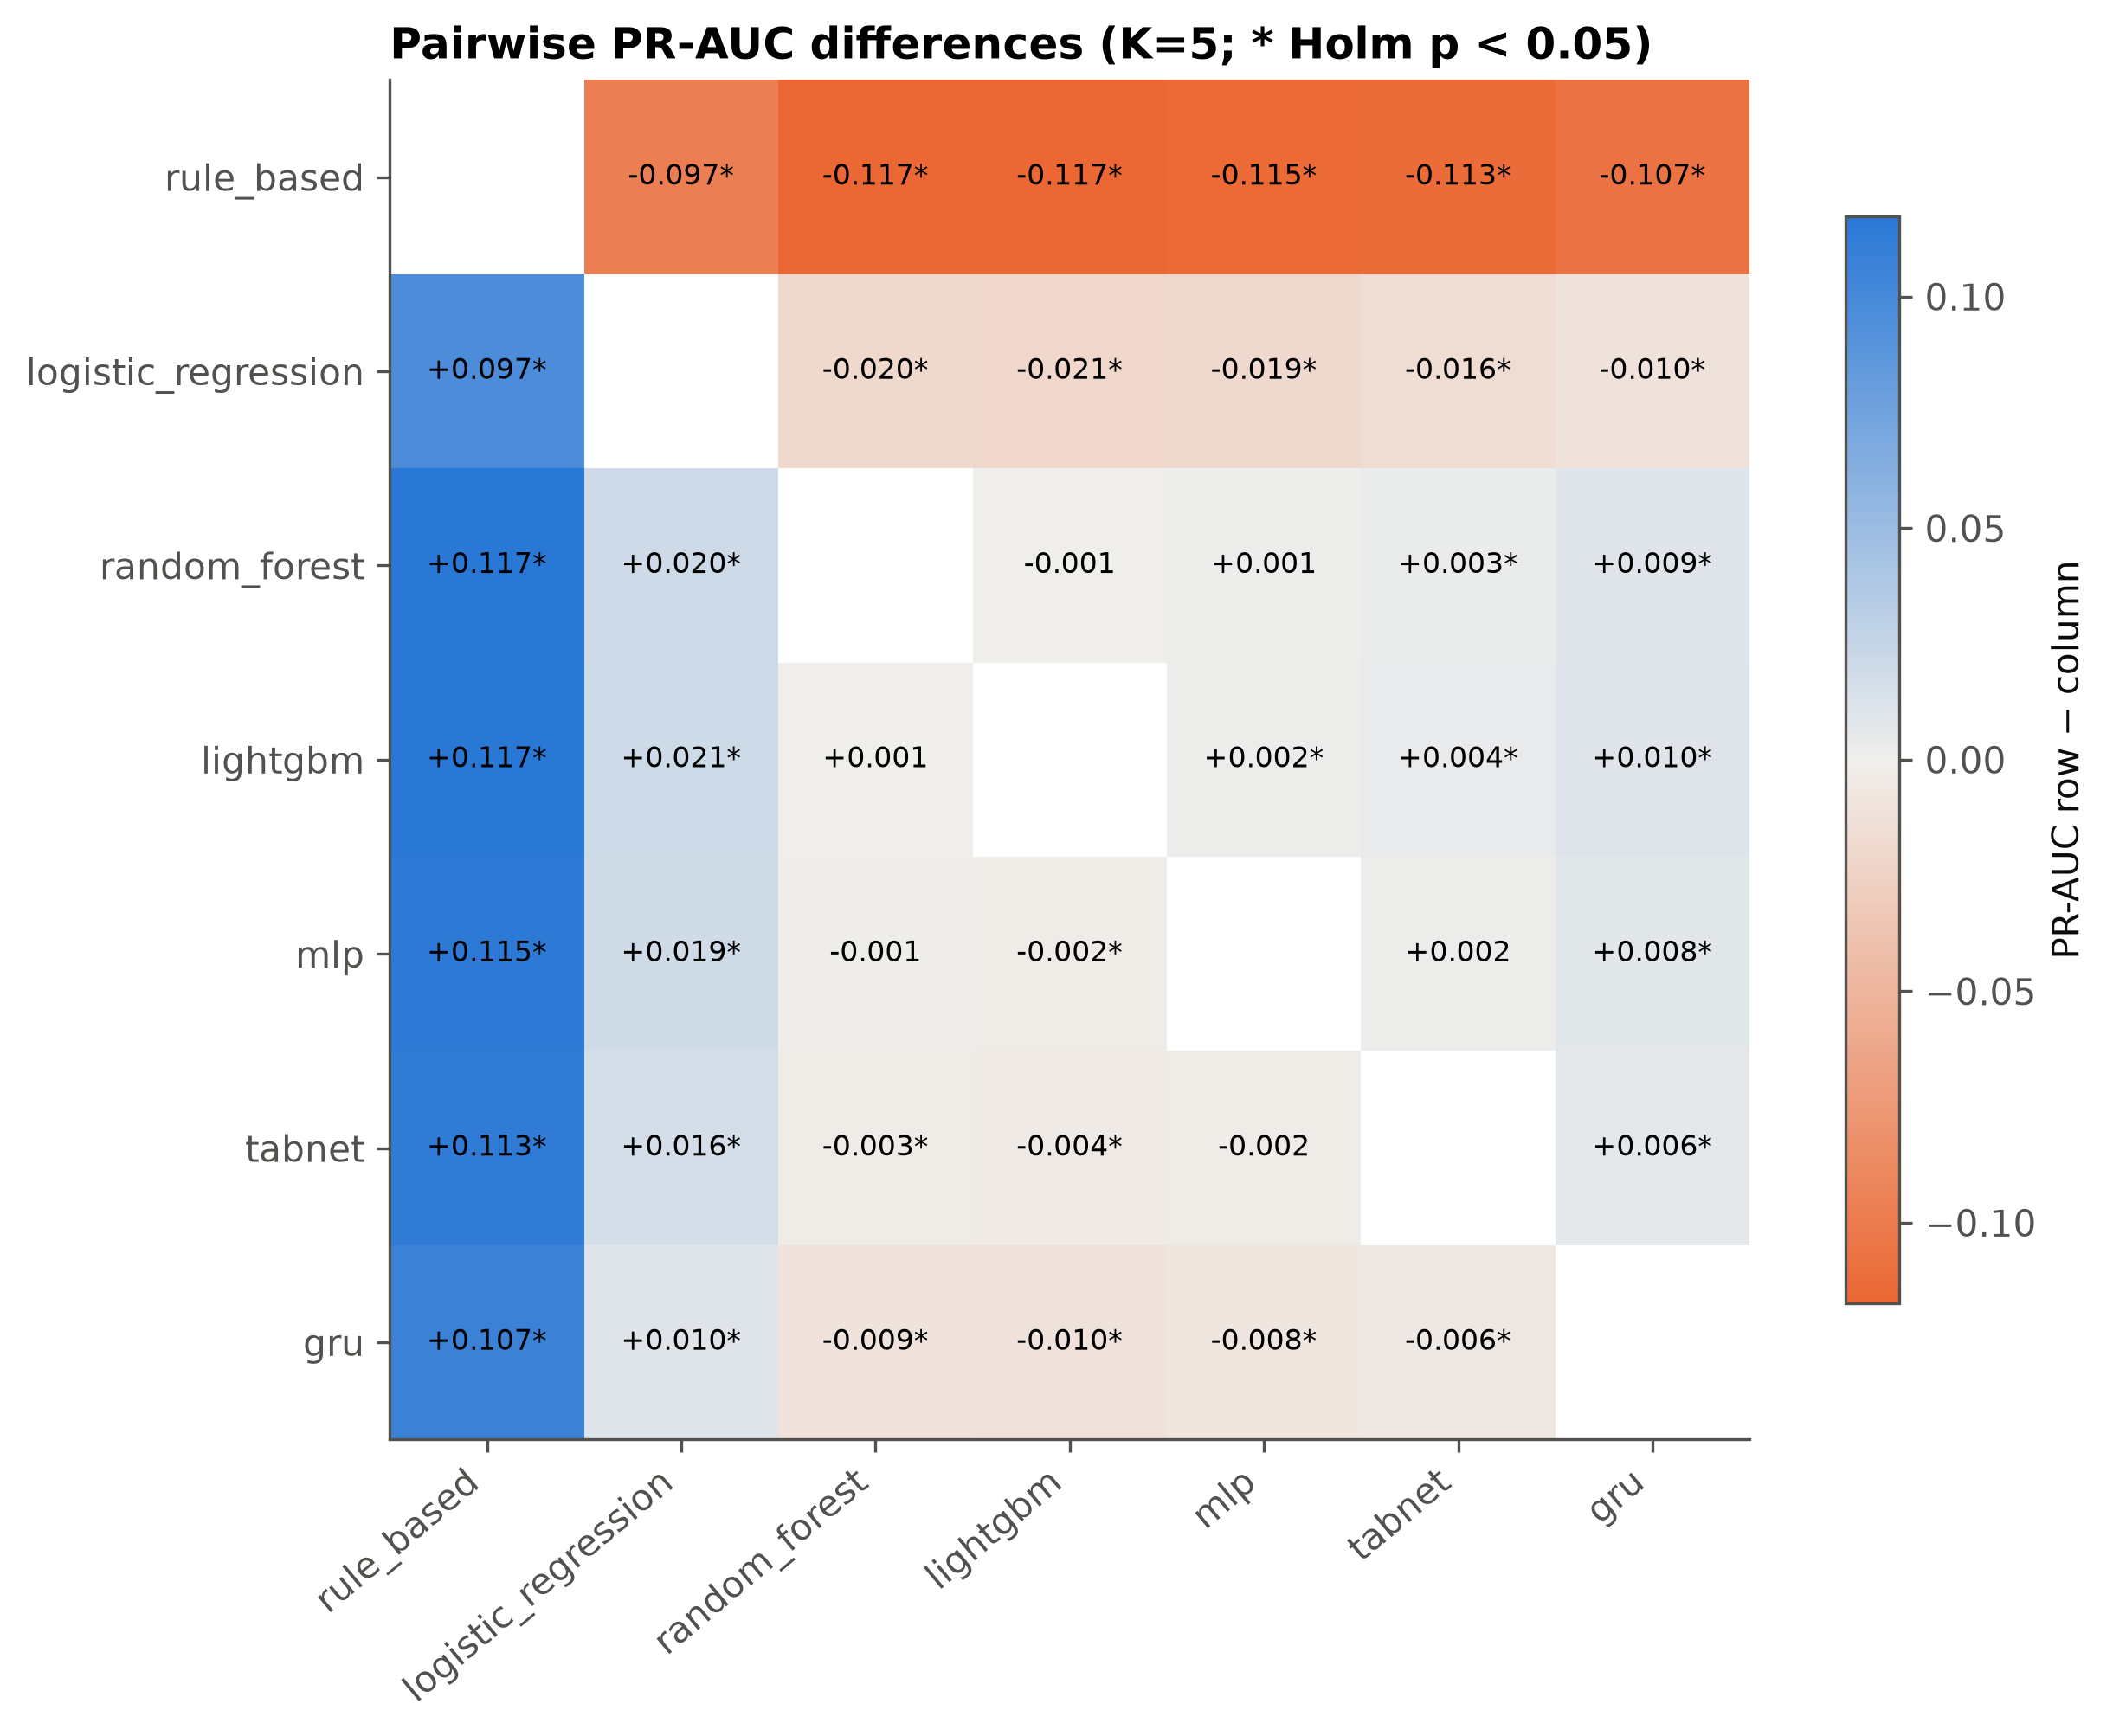 Pairwise PR-AUC differences (K=5; * Holm p < 0.05)
rule_based -0.097* -0.117* -0.117* -0.115* -0.113* -0.107*
logistic_regression +0.097* -0.020* -0.021* -0.019* -0.016* -0.010*
random_forest +0.117* +0.020* -0.001 +0.001 +0.003* +0.009*
lightgbm +0.117* +0.021* +0.001 +0.002* +0.004* +0.010*
mlp +0.115* +0.019* -0.001 -0.002* +0.002 +0.008*
tabnet +0.113* +0.016* -0.003* -0.004* -0.002 +0.006*
gru +0.107* +0.010* -0.009* -0.010* -0.008* -0.006*
rule_based
logistic_regression
random_forest
lightgbm
mlp
tabnet
gru
0.10
0.05
0.00
−0.05
−0.10
PR-AUC row − column